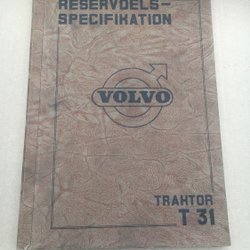 RESERVDELS-
SPECIFIKATION
VOLVO
TRAKTOR
T 31